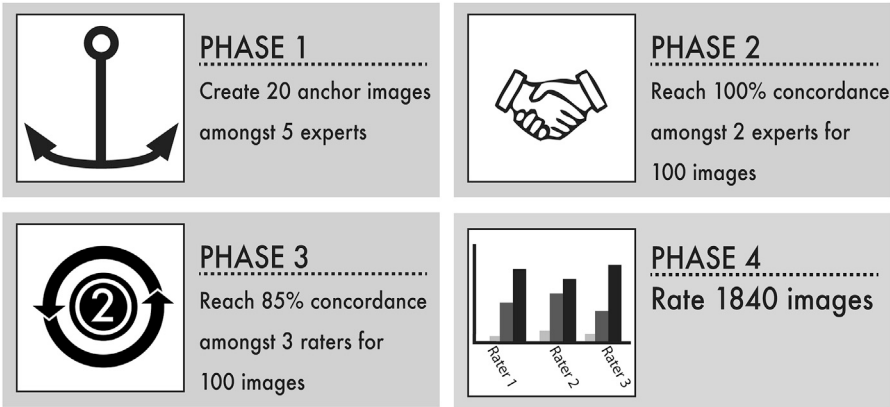 PHASE 1
Create 20 anchor images
amongst 5 experts
PHASE 2
Reach 100% concordance
amongst 2 experts for
100 images
2
PHASE 3
Reach 85% concordance
amongst 3 raters for
100 images
PHASE 4
Rate 1840 images
Rater 1
Rater 2
Rater 3